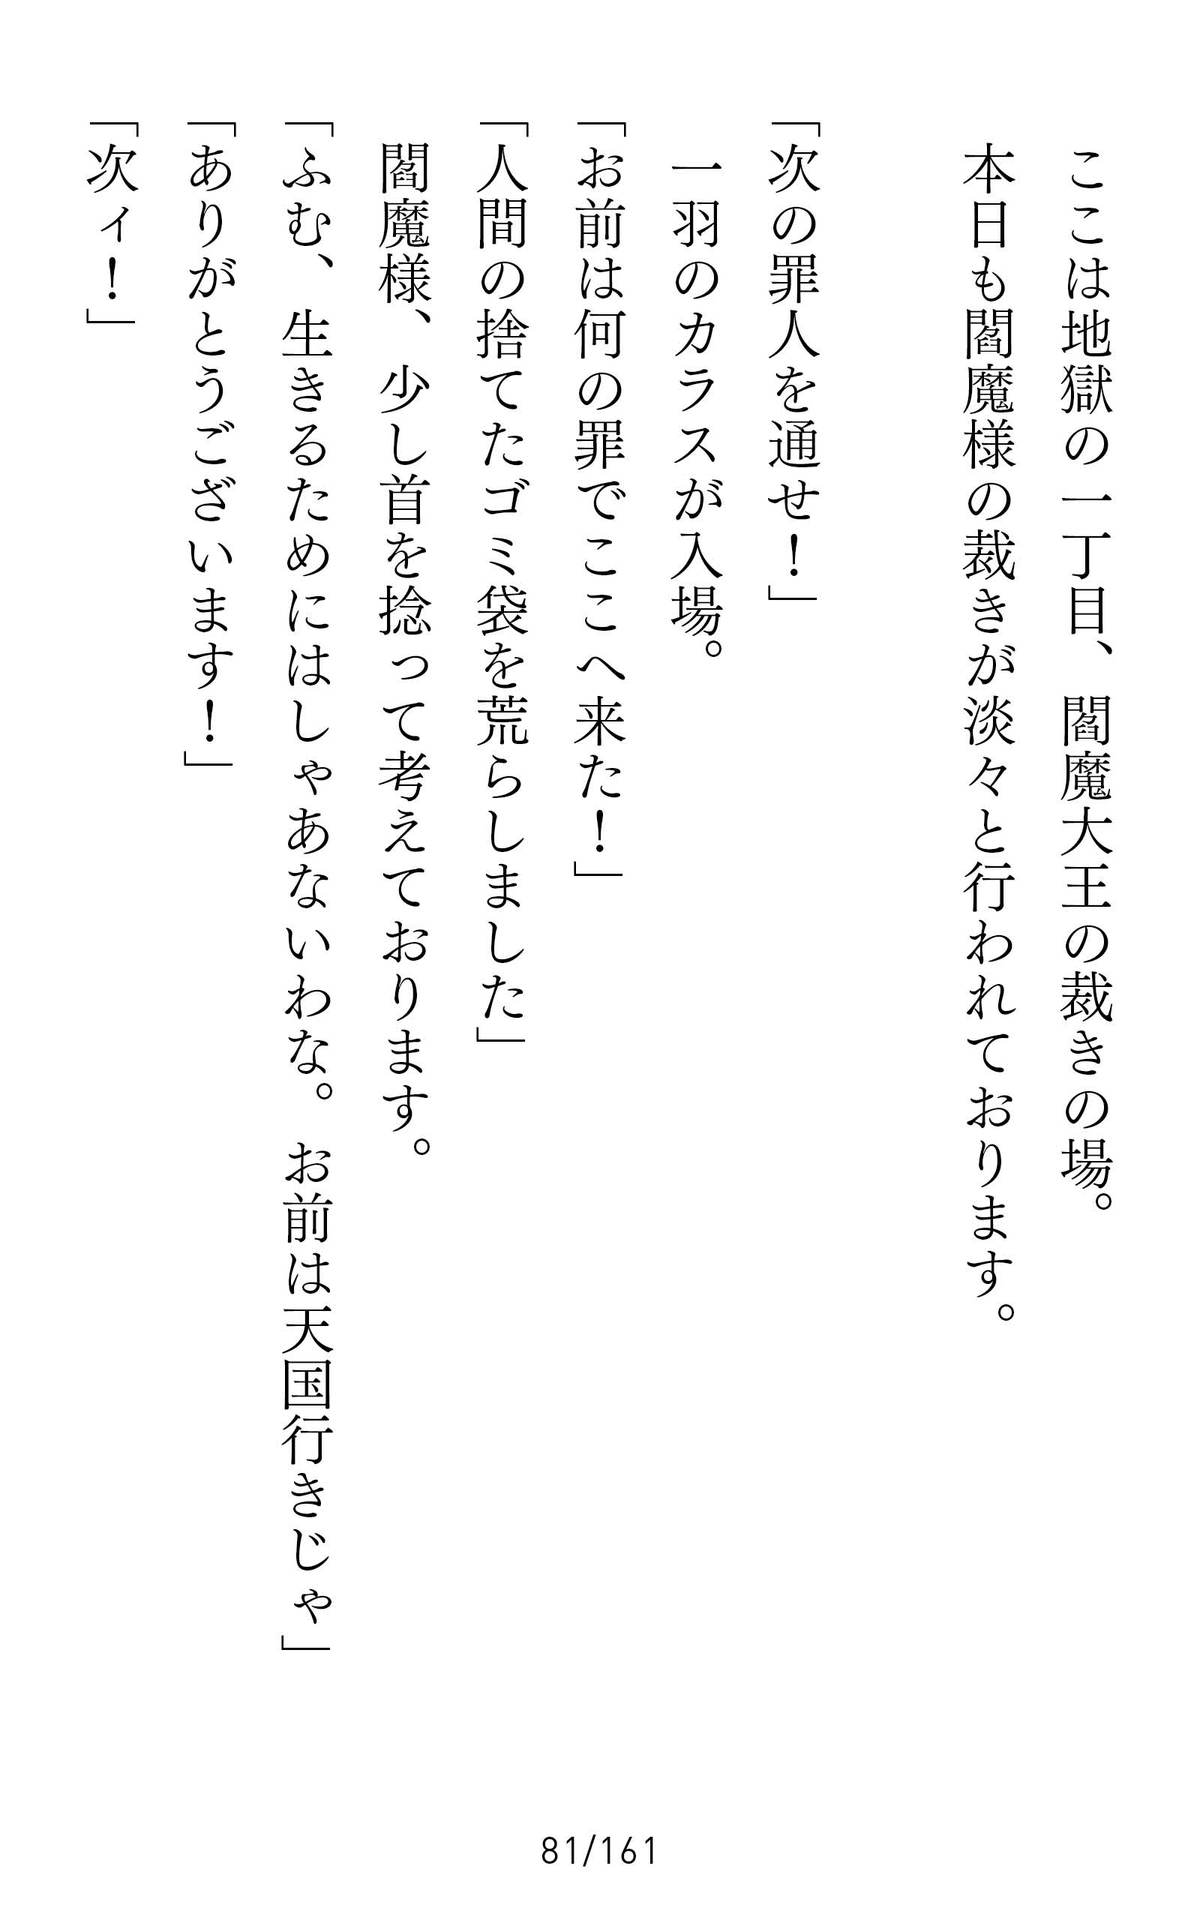 ここは地獄の一丁目、閻魔大王の裁きの場。
本日も閻魔様の裁きが淡々と行われております。
「次の罪人を通せ！」
一羽のカラスが入場。
「お前は何の罪でここへ来た！」
「人間の捨てたゴミ袋を荒らしました」
閻魔様、少し首を捻って考えております。
「ふむ、生きるためにはしゃあないわな。お前は天国行きじゃ」
「ありがとうございます！」
「次ィ！」
81/161